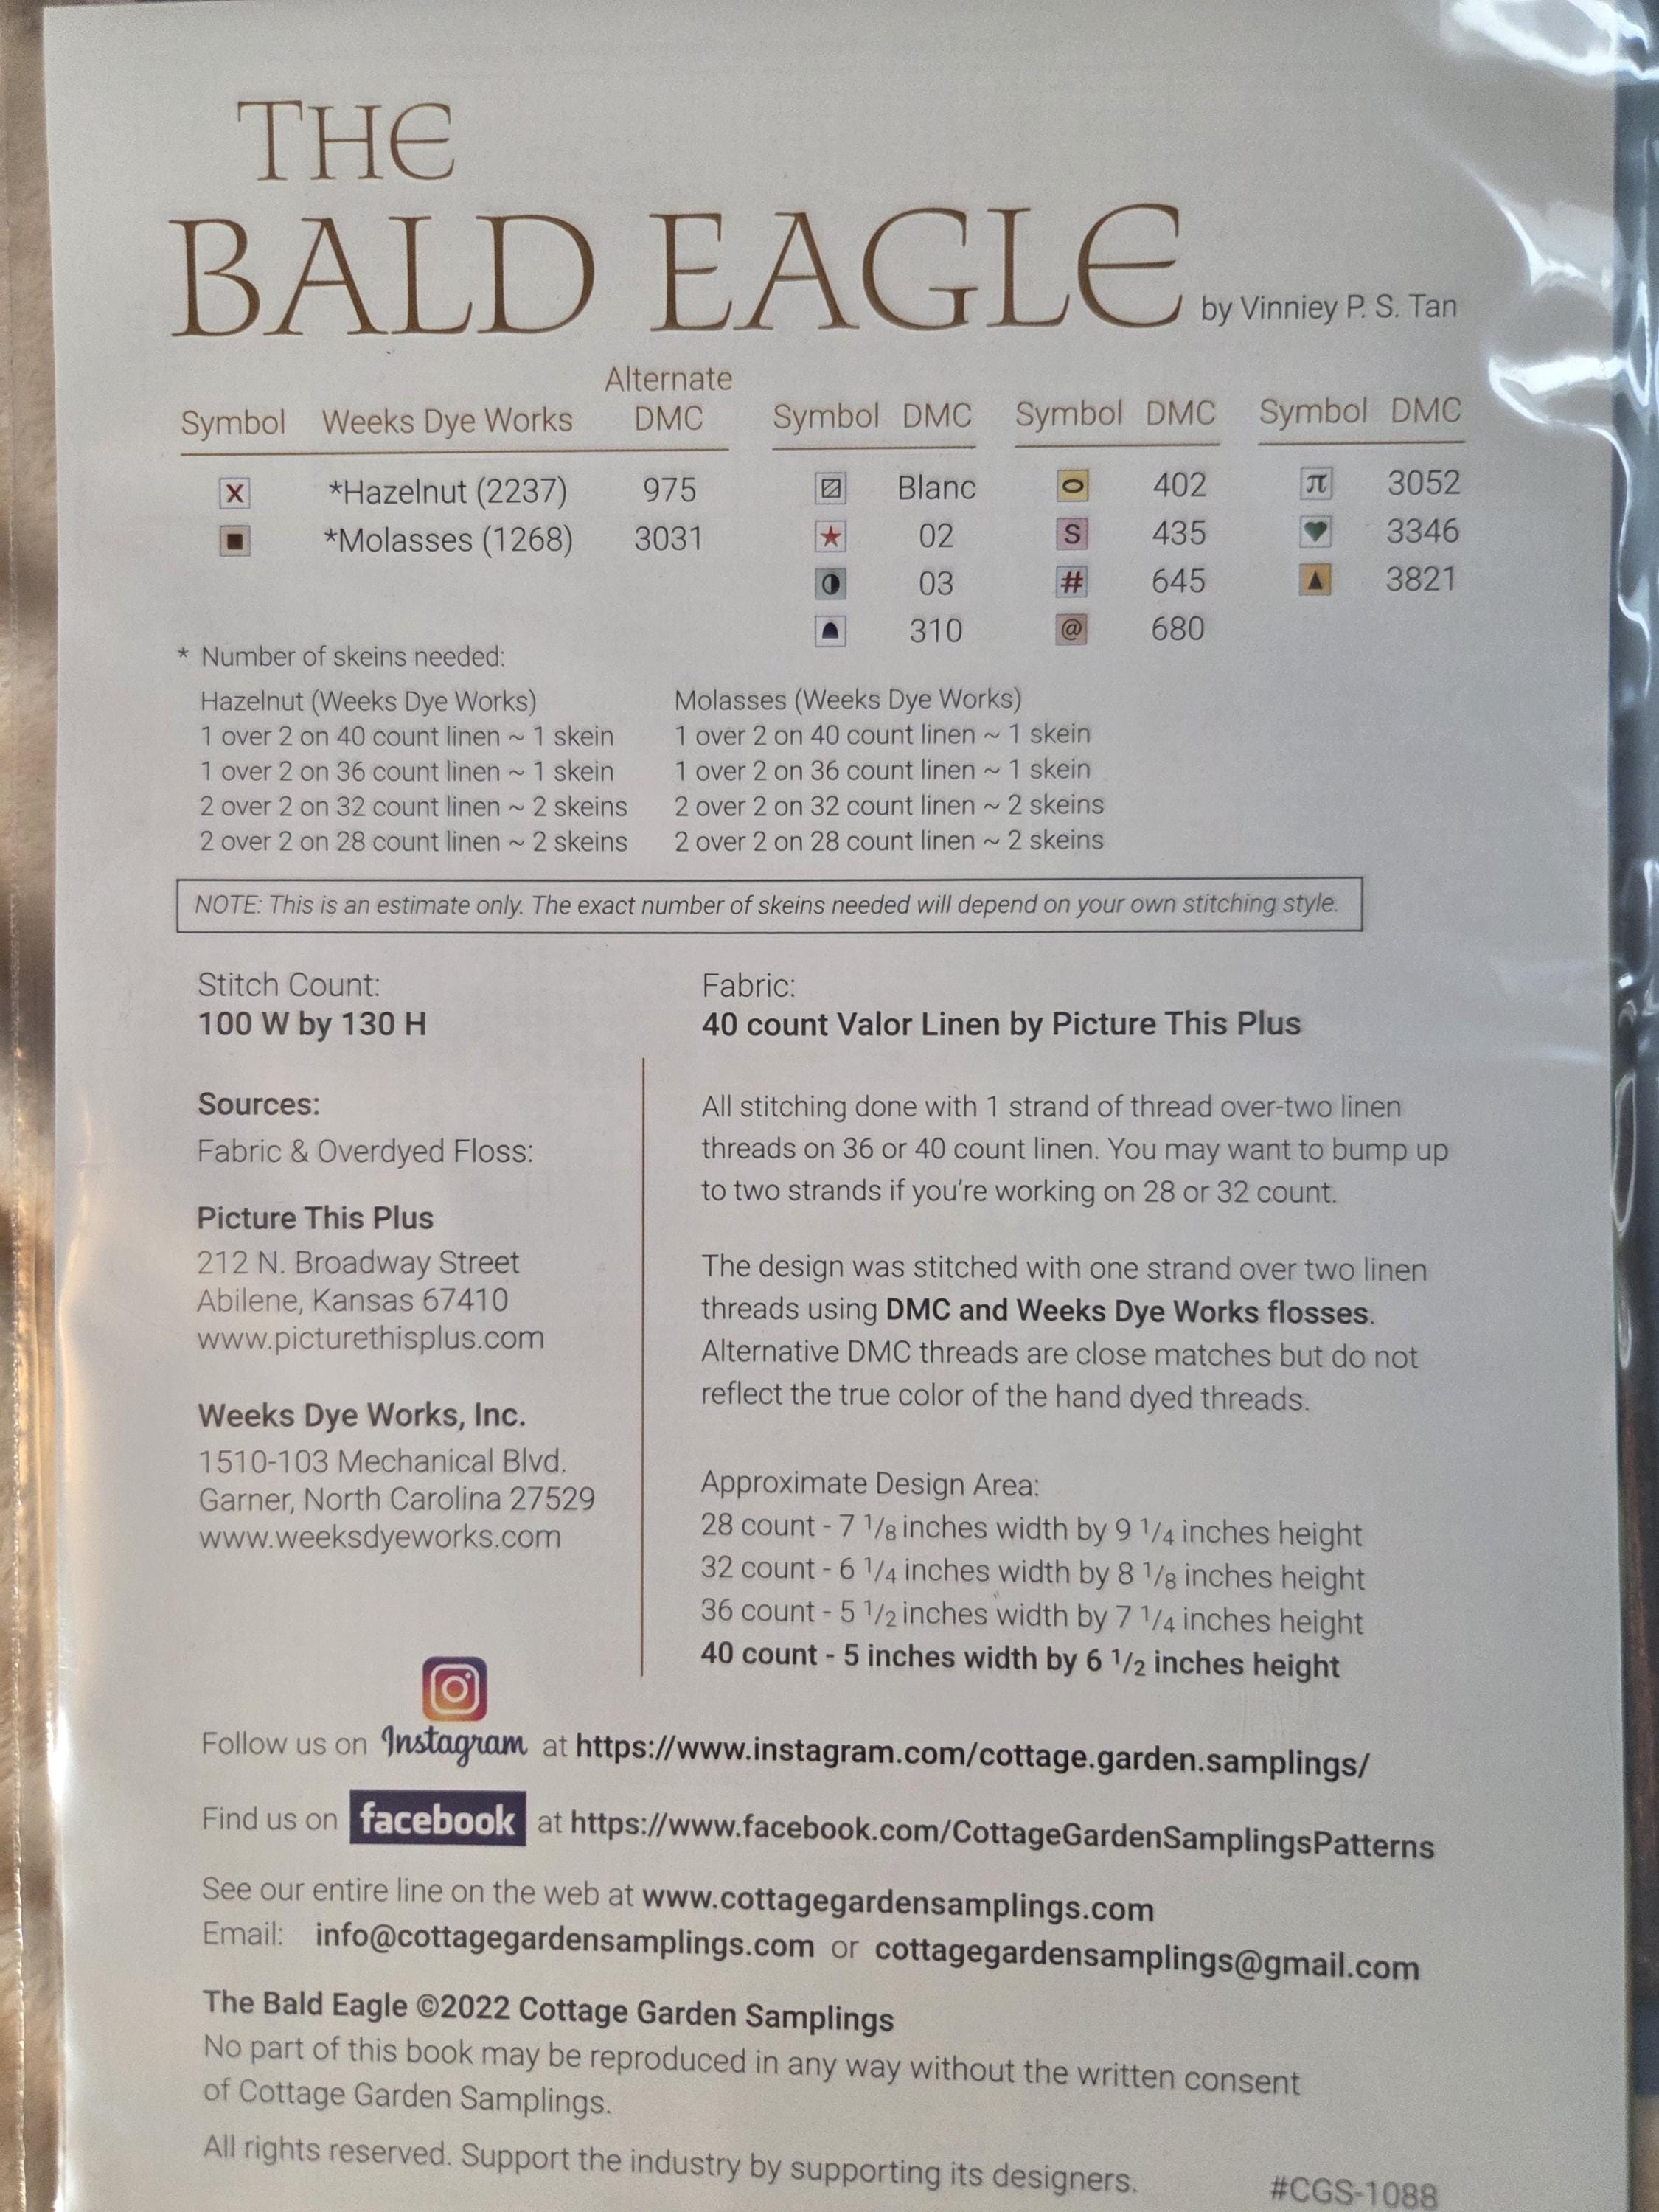 THE
BALD EAGLE by Vinniey P. S. Tan
Alternate
Symbol Weeks Dye Works DMC Symbol DMC Symbol DMC Symbol DMC
X *Hazelnut (2237) 975 Blanc 402 π 3052
■ *Molasses (1268) 3031 ★ 02 S 435 ♥ 3346
◐ 03 # 645 ▲ 3821
310 @ 680
* Number of skeins needed:
Hazelnut (Weeks Dye Works) Molasses (Weeks Dye Works)
1 over 2 on 40 count linen ~ 1 skein 1 over 2 on 40 count linen ~ 1 skein
1 over 2 on 36 count linen ~ 1 skein 1 over 2 on 36 count linen ~ 1 skein
2 over 2 on 32 count linen ~ 2 skeins 2 over 2 on 32 count linen ~ 2 skeins
2 over 2 on 28 count linen ~ 2 skeins 2 over 2 on 28 count linen ~ 2 skeins
NOTE: This is an estimate only. The exact number of skeins needed will depend on your own stitching style.
Stitch Count:
100 W by 130 H
Sources:
Fabric & Overdyed Floss:
Picture This Plus
212 N. Broadway Street
Abilene, Kansas 67410
www.picturethisplus.com
Weeks Dye Works, Inc.
1510-103 Mechanical Blvd.
Garner, North Carolina 27529
www.weeksdyeworks.com
Fabric:
40 count Valor Linen by Picture This Plus
All stitching done with 1 strand of thread over-two linen
threads on 36 or 40 count linen. You may want to bump up
to two strands if you're working on 28 or 32 count.
The design was stitched with one strand over two linen
threads using DMC and Weeks Dye Works flosses.
Alternative DMC threads are close matches but do not
reflect the true color of the hand dyed threads.
Approximate Design Area:
28 count - 7 1/8 inches width by 9 1/4 inches height
32 count - 6 1/4 inches width by 8 1/8 inches height
36 count - 5 1/2 inches width by 7 1/4 inches height
40 count - 5 inches width by 6 1/2 inches height
Follow us on Instagram at https://www.instagram.com/cottage.garden.samplings/
Find us on facebook at https://www.facebook.com/CottageGardenSamplingsPatterns
See our entire line on the web at www.cottagegardensamplings.com
Email: info@cottagegardensamplings.com or cottagegardensamplings@gmail.com
The Bald Eagle ©2022 Cottage Garden Samplings
No part of this book may be reproduced in any way without the written consent
of Cottage Garden Samplings.
All rights reserved. Support the industry by supporting its designers.
#CGS-1088